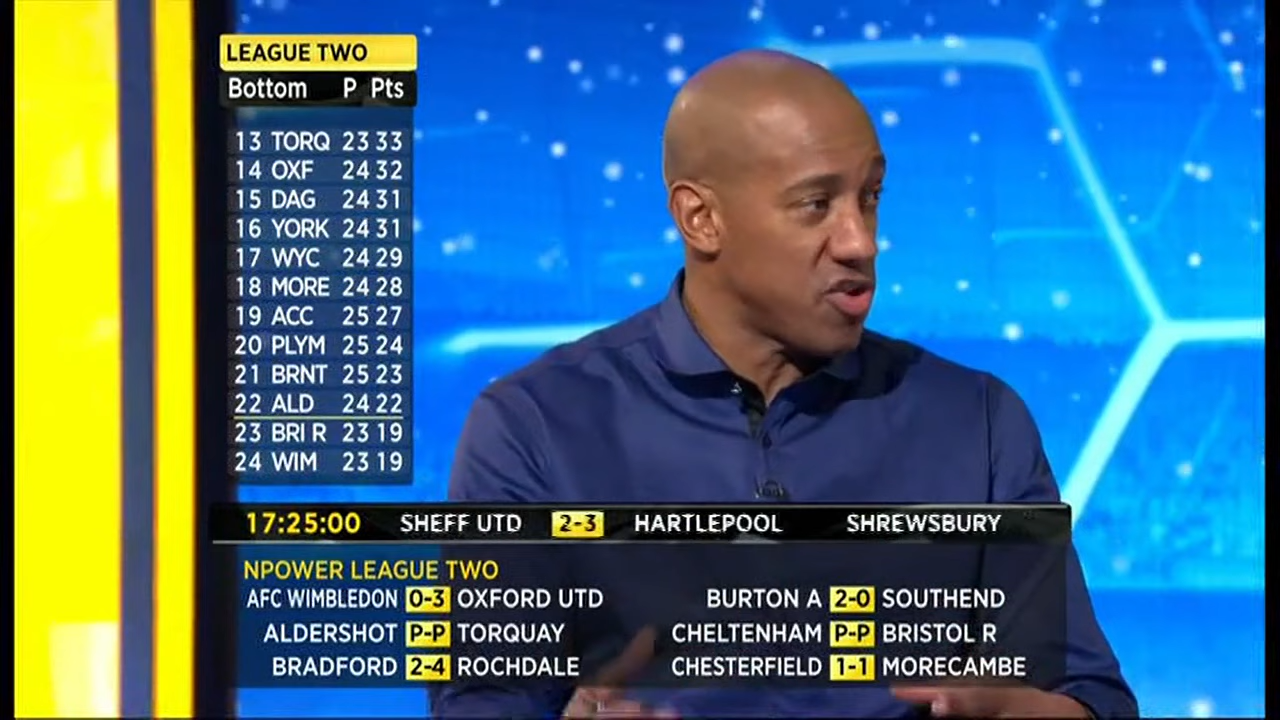 LEAGUE TWO
Bottom P Pts
13 TORQ 23 33
14 OXF 24 32
15 DAG 24 31
16 YORK 24 31
17 WYC 24 29
18 MORE 24 28
19 ACC 25 27
20 PLYM 25 24
21 BRNT 25 23
22 ALD 24 22
23 BRI R 23 19
24 WIM 23 19
17:25:00 SHEFF UTD 2-3 HARTLEPOOL SHREWSBURY
NPOWER LEAGUE TWO
AFC WIMBLEDON 0-3 OXFORD UTD BURTON A 2-0 SOUTHEND
ALDERSHOT P-P TORQUAY CHELTENHAM P-P BRISTOL R
BRADFORD 2-4 ROCHDALE CHESTERFIELD 1-1 MORECAMBE